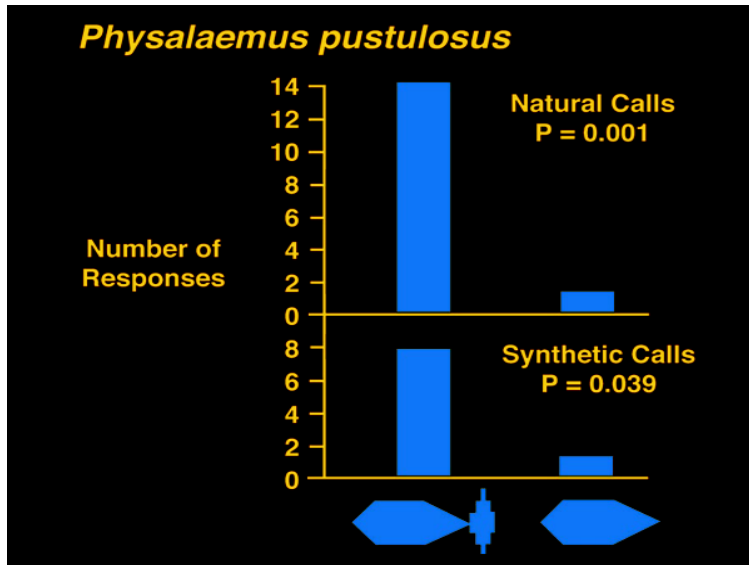 Physalaemus pustulosus
14
12
10
8
6
4
2
0
Natural Calls
P = 0.001
Number of
Responses
8
6
4
2
0
Synthetic Calls
P = 0.039